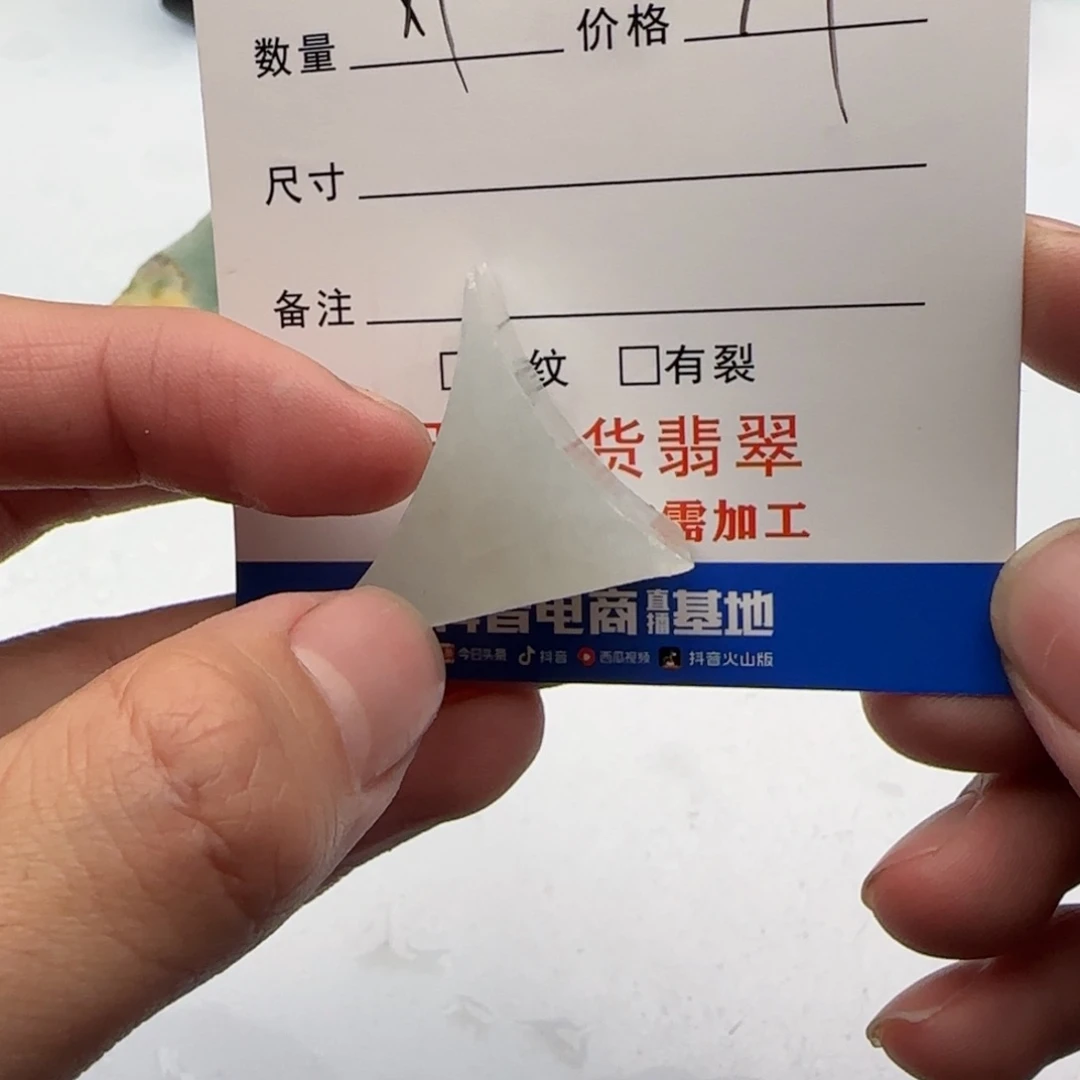 数量 价格
尺寸
备注
纹 有裂
货翡翠
需加工
抖音电商直播基地
今日头条 抖音 西瓜视频 抖音火山版